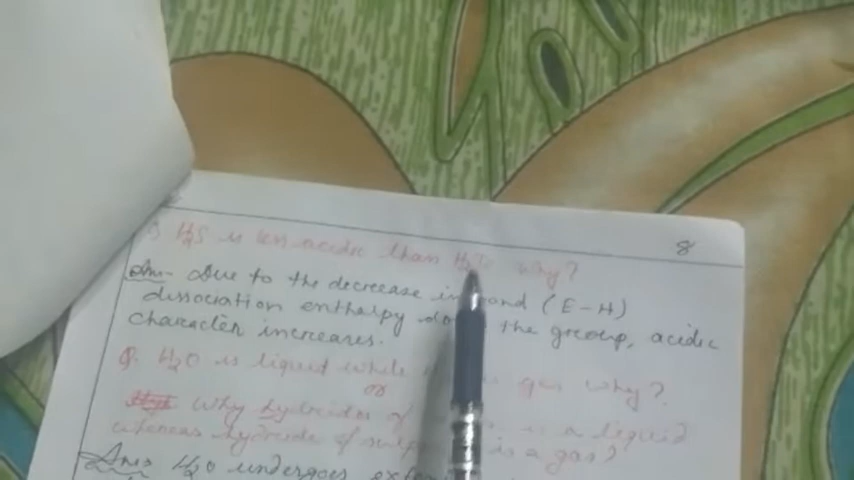 8
Q H2S is less acidic than H2Te why?
Ans- Due to the decrease in bond (E-H)
dissociation enthalpy the group, acidic
character increases.
Q. H2O is liquid while gas why?
or
Why hydrides of is a liquid
whereas hydride of is a gas?
Ans H2O undergoes